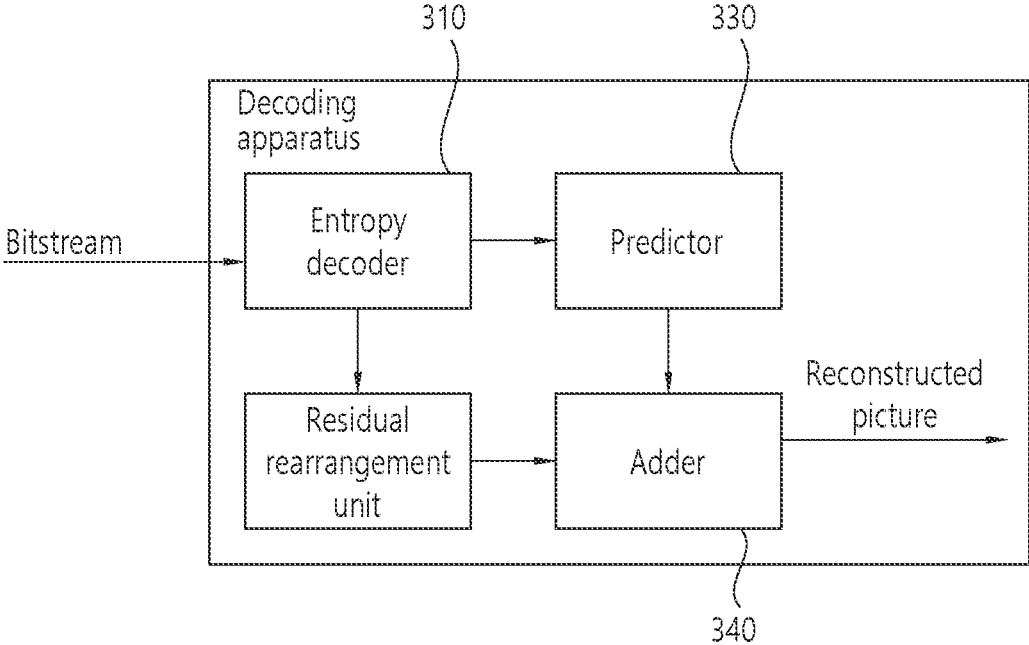 310
330
Decoding
apparatus
Bitstream
Entropy
decoder
Predictor
Residual
rearrangement
unit
Adder
Reconstructed
picture
340